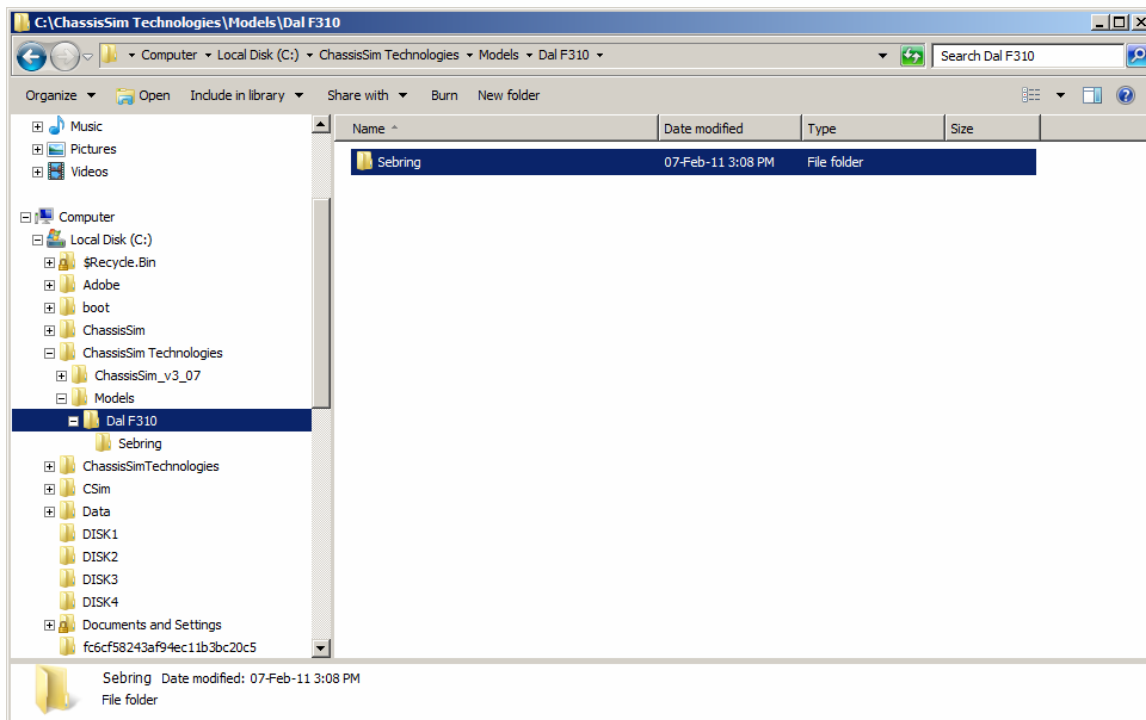 C:\ChassisSim Technologies\Models\Dal F310
Computer Local Disk (C:) ChassisSim Technologies Models Dal F310 Search Dal F310
Organize Open Include in library Share with Burn New folder
Music
Pictures
Videos
Computer
Local Disk (C:)
$Recycle.Bin
Adobe
boot
ChassisSim
ChassisSim Technologies
ChassisSim_v3_07
Models
Dal F310
Sebring
ChassisSimTechnologies
CSim
Data
DISK1
DISK2
DISK3
DISK4
Documents and Settings
fc6cf58243af94ec11b3bc20c5
Name Date modified Type Size
Sebring 07-Feb-11 3:08 PM File folder
Sebring Date modified: 07-Feb-11 3:08 PM
File folder